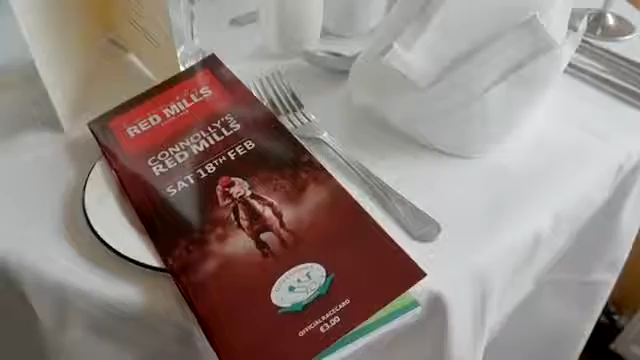 RED MILLS
CONNOLLY'S
RED MILLS
SAT 18TH FEB
OFFICIAL RACECARD
€3.00